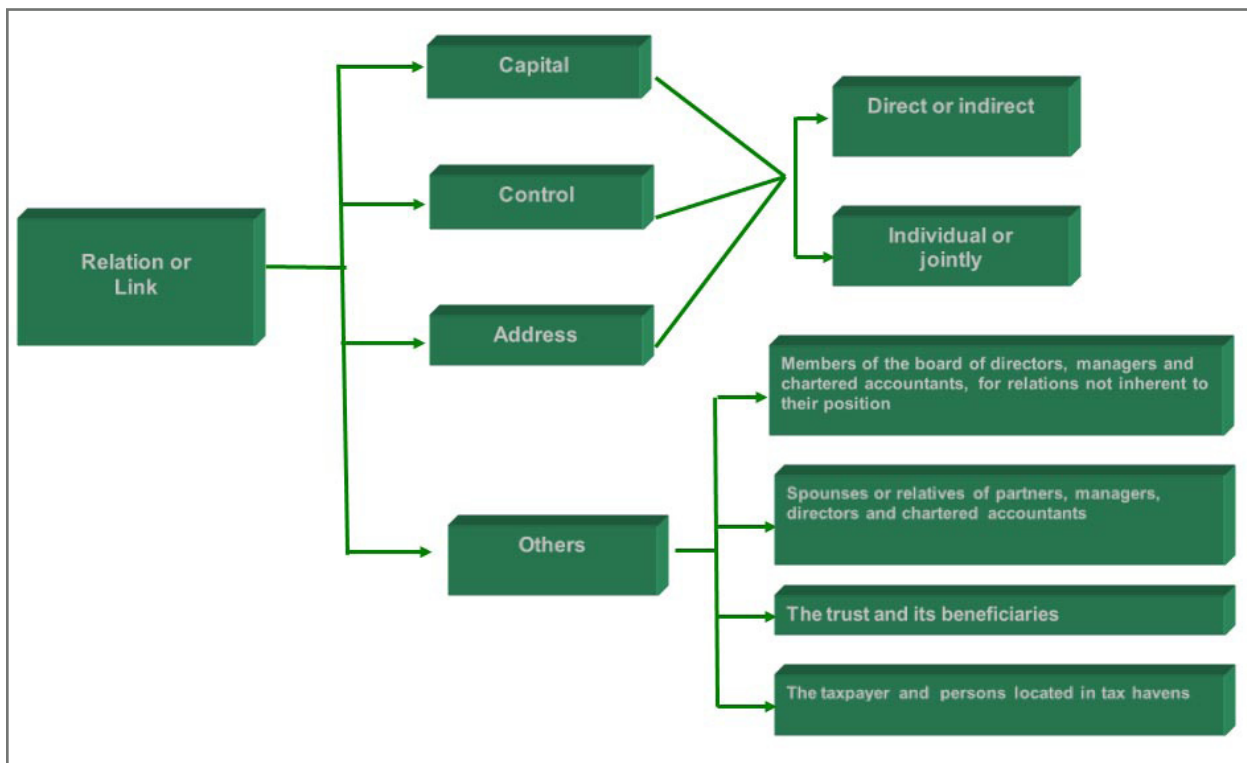 Capital
Direct or indirect
Control
Individual or
jointly
Relation or
Link
Address
Members of the board of directors, managers and
chartered accountants, for relations not inherent to
their position
Spounses or relatives of partners, managers,
directors and chartered accountants
Others
The trust and its beneficiaries
The taxpayer and persons located in tax havens